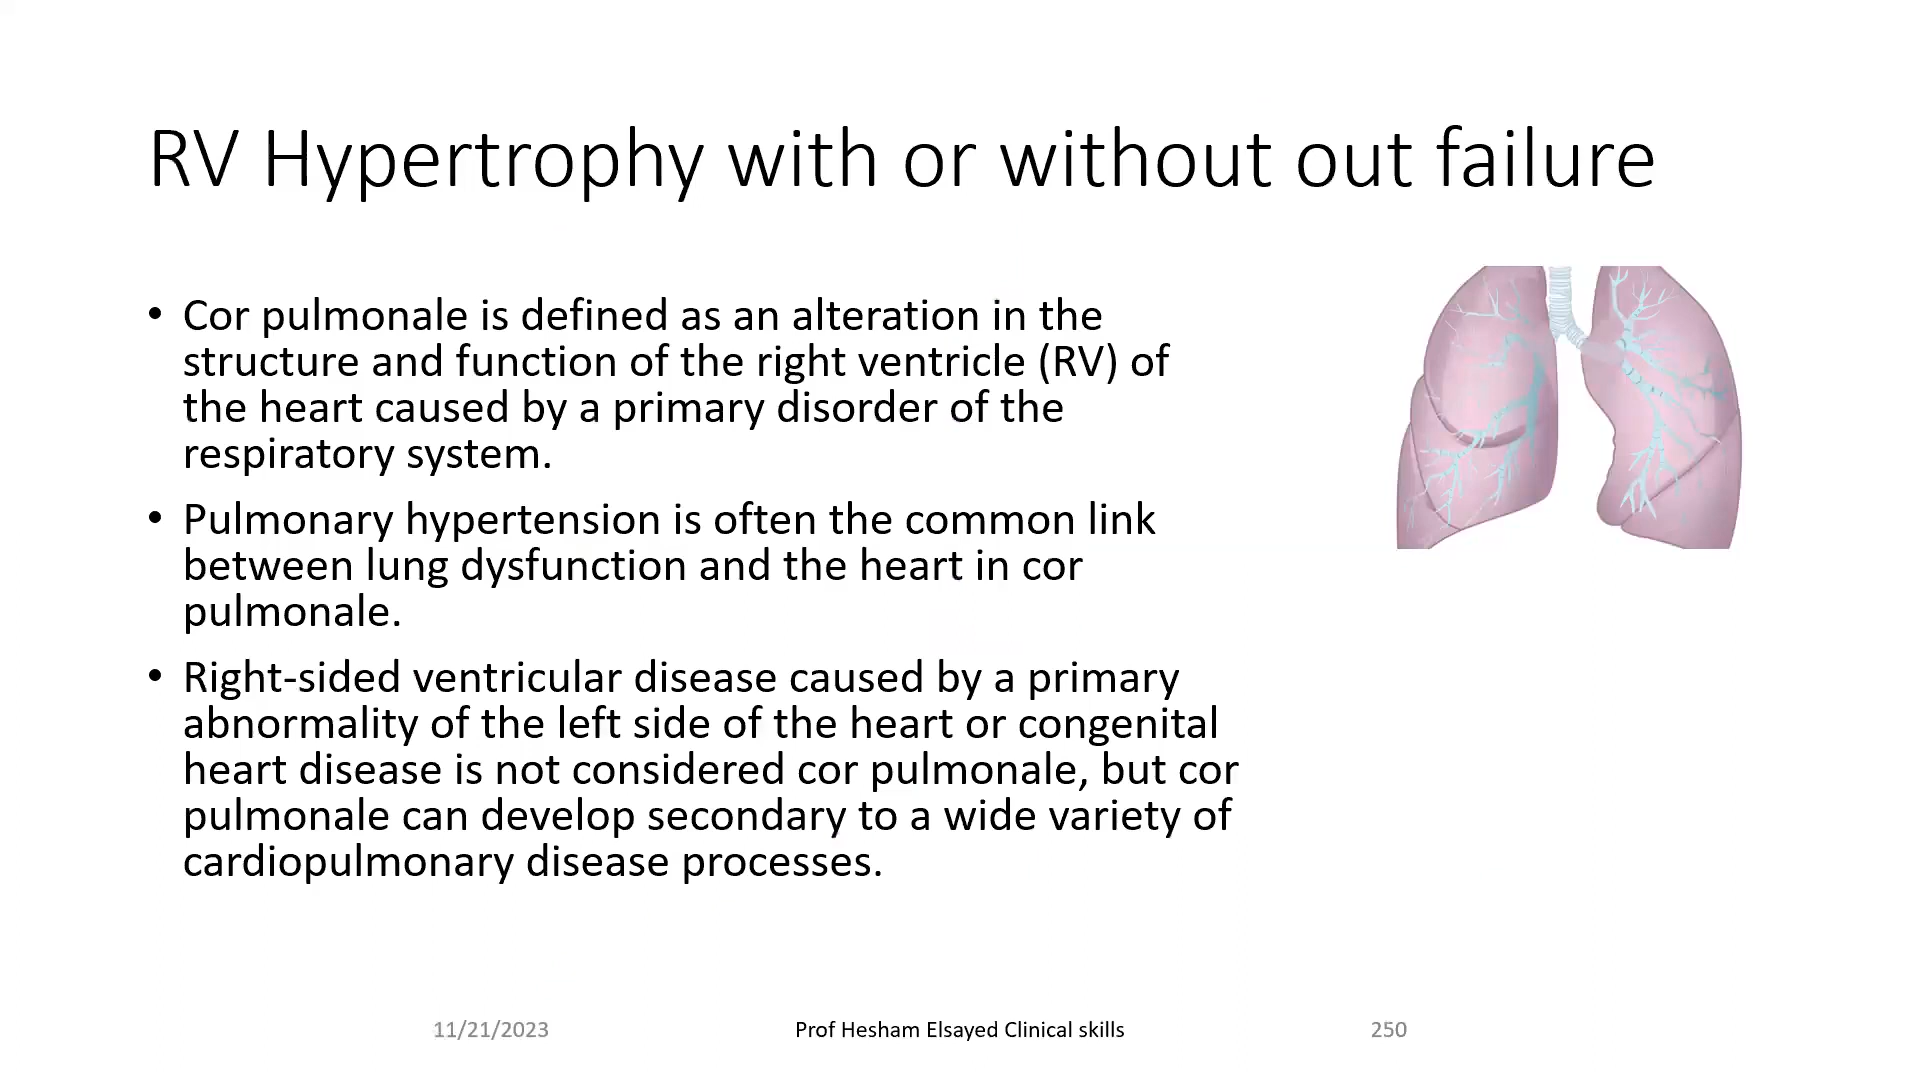 RV Hypertrophy with or without out failure
• Cor pulmonale is defined as an alteration in the
structure and function of the right ventricle (RV) of
the heart caused by a primary disorder of the
respiratory system.
• Pulmonary hypertension is often the common link
between lung dysfunction and the heart in cor
pulmonale.
• Right-sided ventricular disease caused by a primary
abnormality of the left side of the heart or congenital
heart disease is not considered cor pulmonale, but cor
pulmonale can develop secondary to a wide variety of
cardiopulmonary disease processes.
11/21/2023
Prof Hesham Elsayed Clinical skills
250